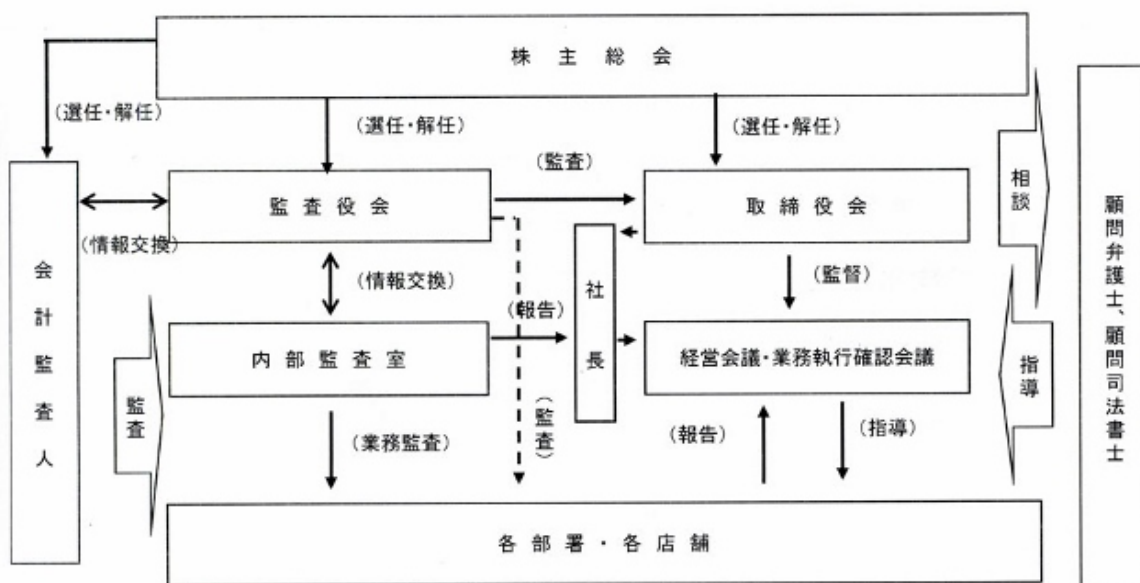 株主総会
(選任・解任)
(選任・解任)
(選任・解任)
(監査)
監査役会
取締役会
相談
顧問弁護士、顧問司法書士
(情報交換)
会計監査人
(情報交換)
社長
(監督)
(報告)
内部監査室
経営会議・業務執行確認会議
指導
監査
(業務監査)
(監査)
(報告)
(指導)
各部署・各店舗